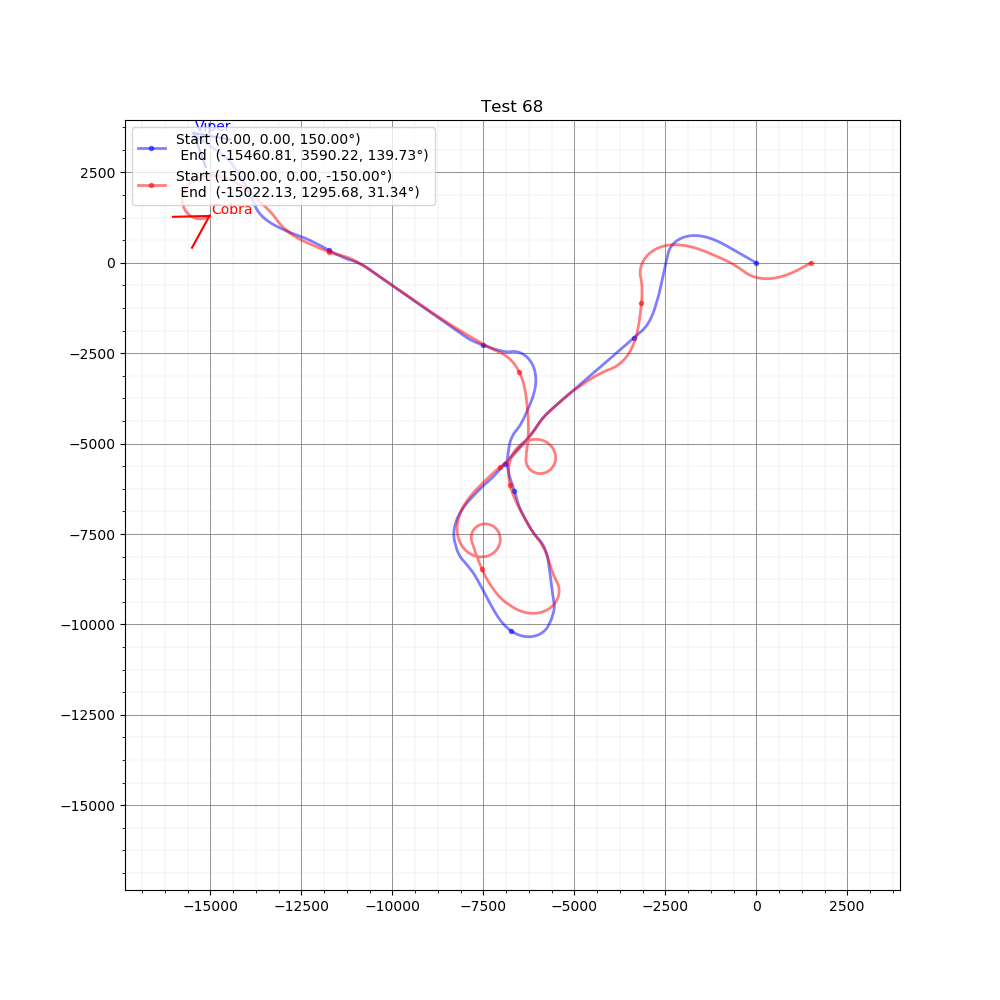 Test 68
Viper
Start (0.00, 0.00, 150.00°)
End  (-15460.81, 3590.22, 139.73°)
Start (1500.00, 0.00, -150.00°)
End  (-15022.13, 1295.68, 31.34°)
Cobra
2500
0
−2500
−5000
−7500
−10000
−12500
−15000
−15000 −12500 −10000 −7500 −5000 −2500 0 2500